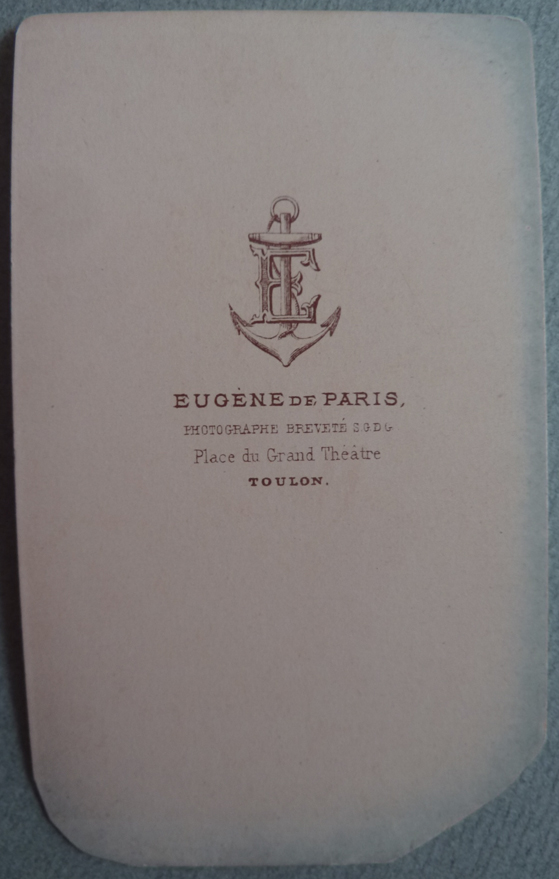 E
EUGÈNE DE PARIS,
PHOTOGRAPHE BREVETÉ S.G.D.G
Place du Grand Théâtre
TOULON.